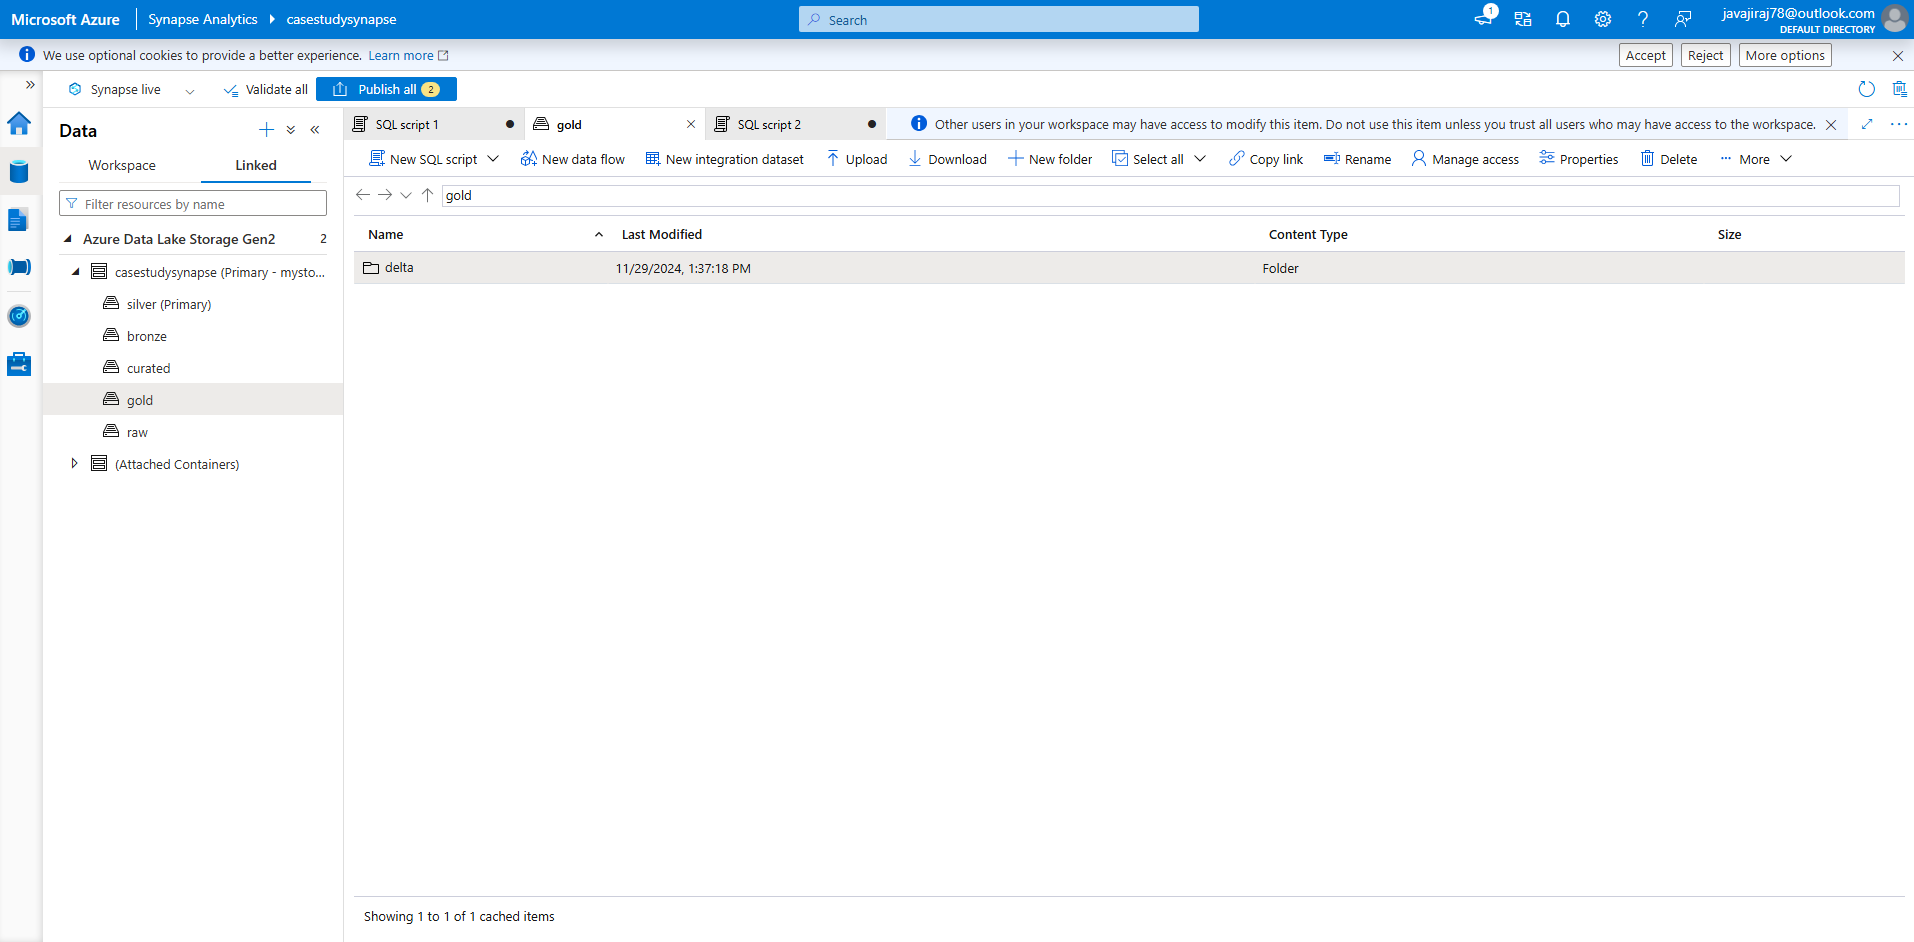 Microsoft Azure Synapse Analytics casestudysynapse Search 1 javajiraj78@outlook.com
DEFAULT DIRECTORY
We use optional cookies to provide a better experience. Learn more Accept Reject More options
Synapse live Validate all Publish all 2
Data
Workspace Linked
Filter resources by name
Azure Data Lake Storage Gen2 2
casestudysynapse (Primary - mysto...
silver (Primary)
bronze
curated
gold
raw
(Attached Containers)
SQL script 1 gold SQL script 2 Other users in your workspace may have access to modify this item. Do not use this item unless you trust all users who may have access to the workspace.
New SQL script New data flow New integration dataset Upload Download New folder Select all Copy link Rename Manage access Properties Delete More
gold
Name Last Modified Content Type Size
delta 11/29/2024, 1:37:18 PM Folder
Showing 1 to 1 of 1 cached items